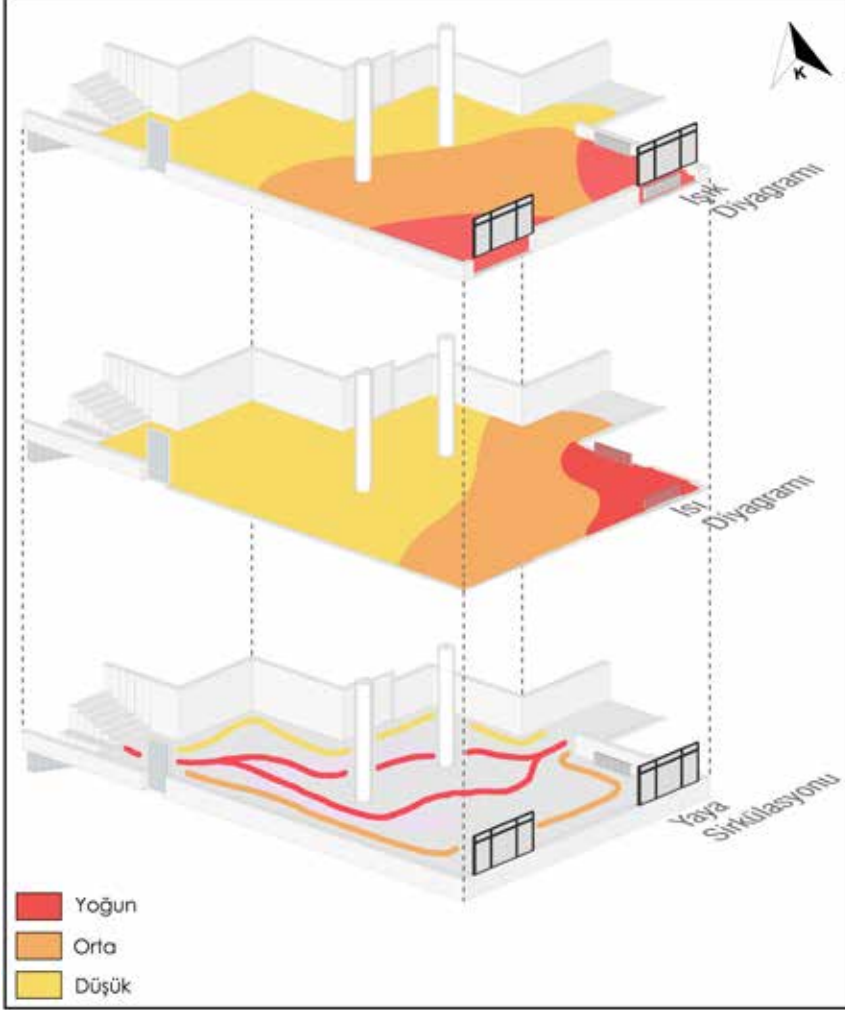 K
Işık
Diyagramı
Isı
Diyagramı
Yaya
Sirkülasyonu
Yoğun
Orta
Düşük